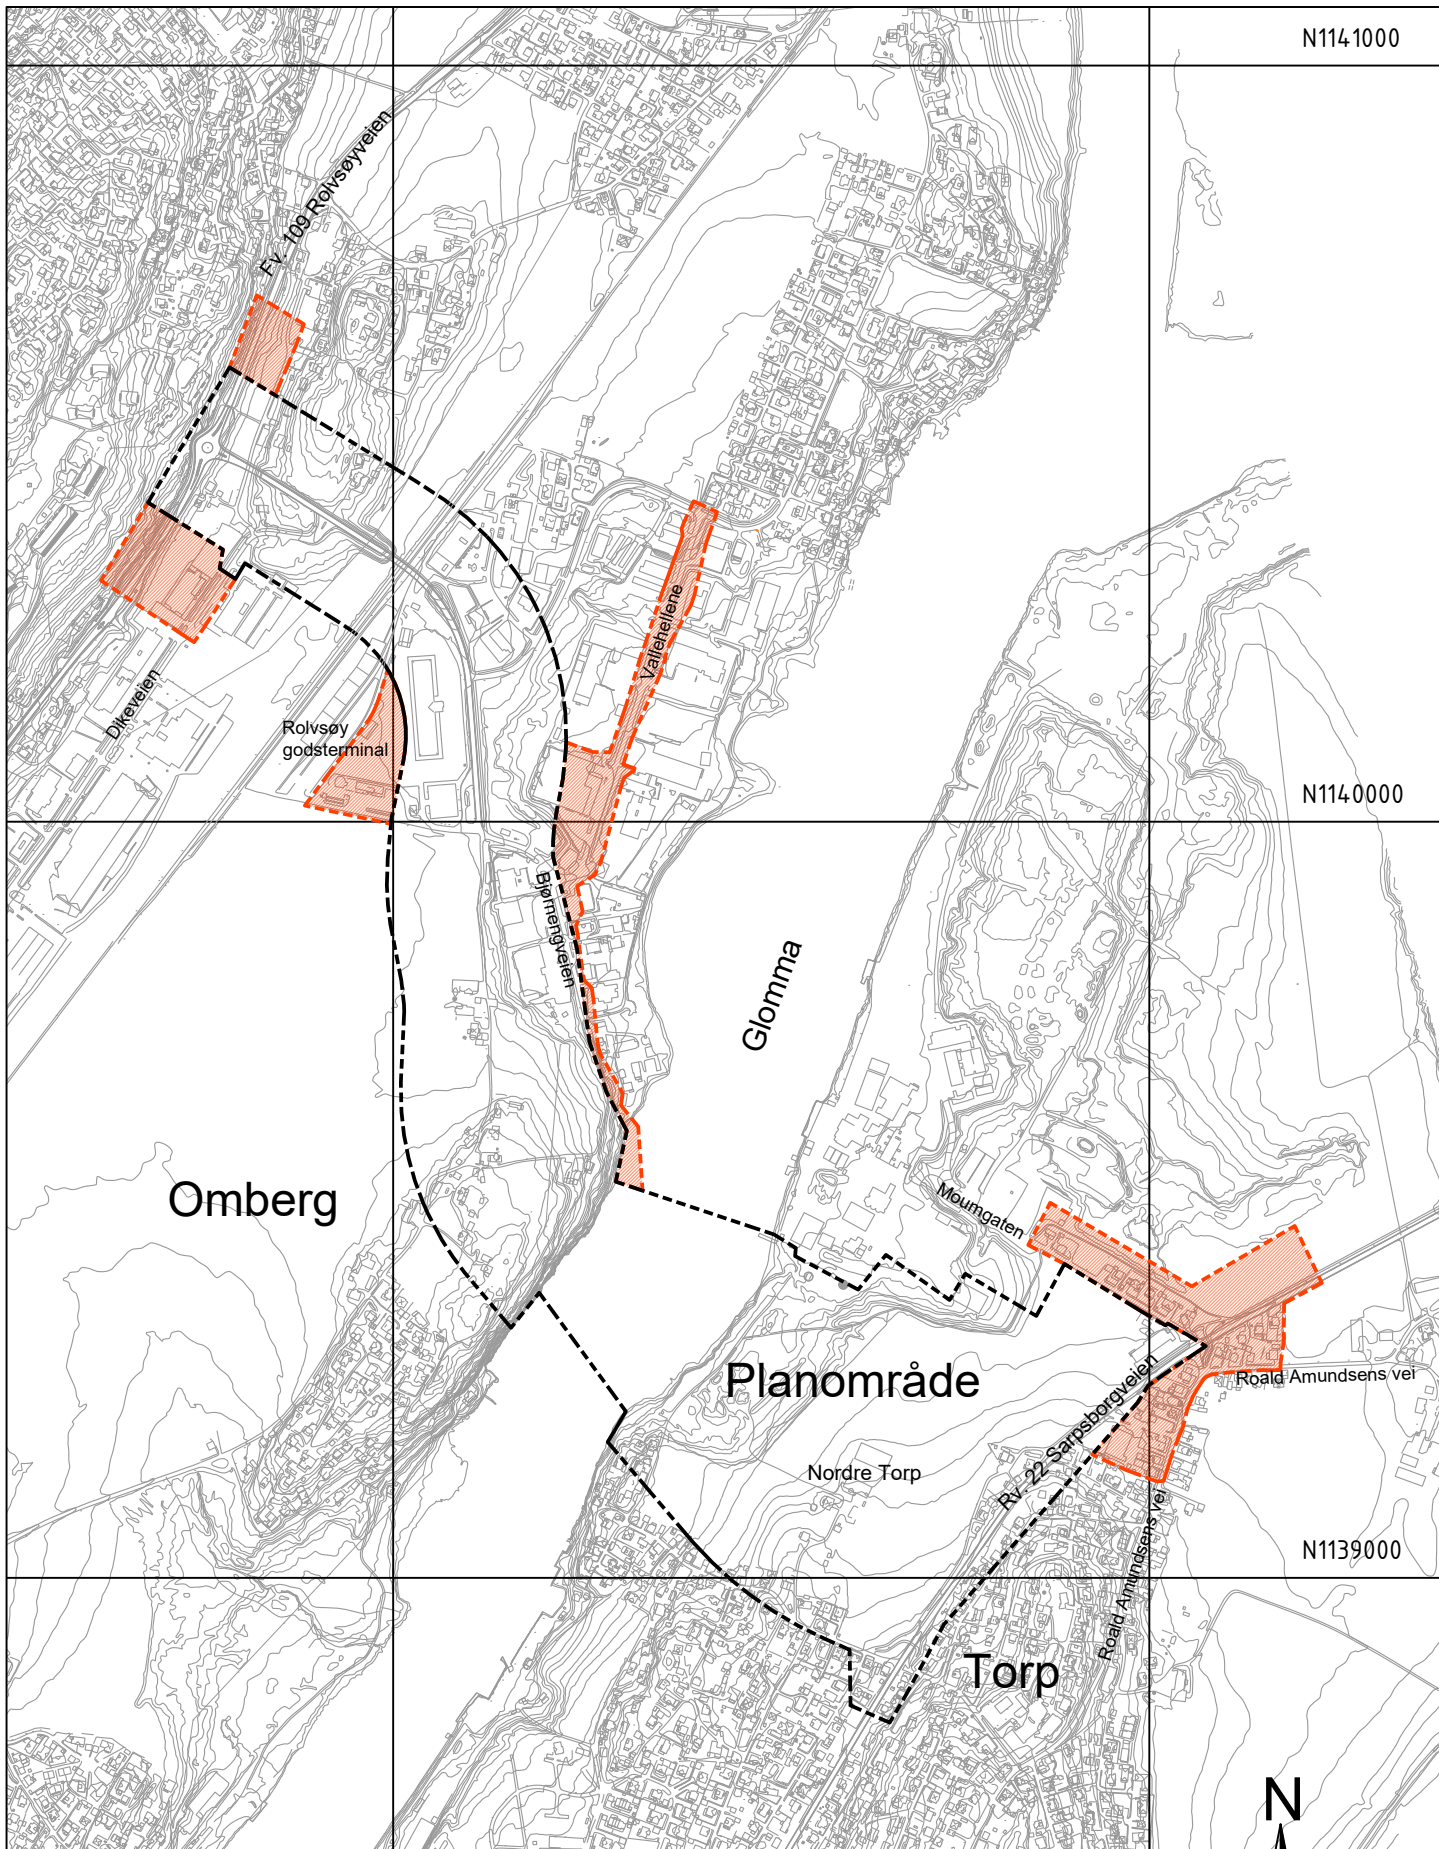 N1141000
Fv. 109 Rolvsøyveien
Vallehellene
Dikeveien
Rolvsøy
godsterminal
N1140000
Bjørnengveien
Glomma
Omberg
Moumgaten
Planområde
Roald Amundsens vei
Rv. 22 Sarpsborgveien
Nordre Torp
Roald Amundsens vei
N1139000
Torp
N